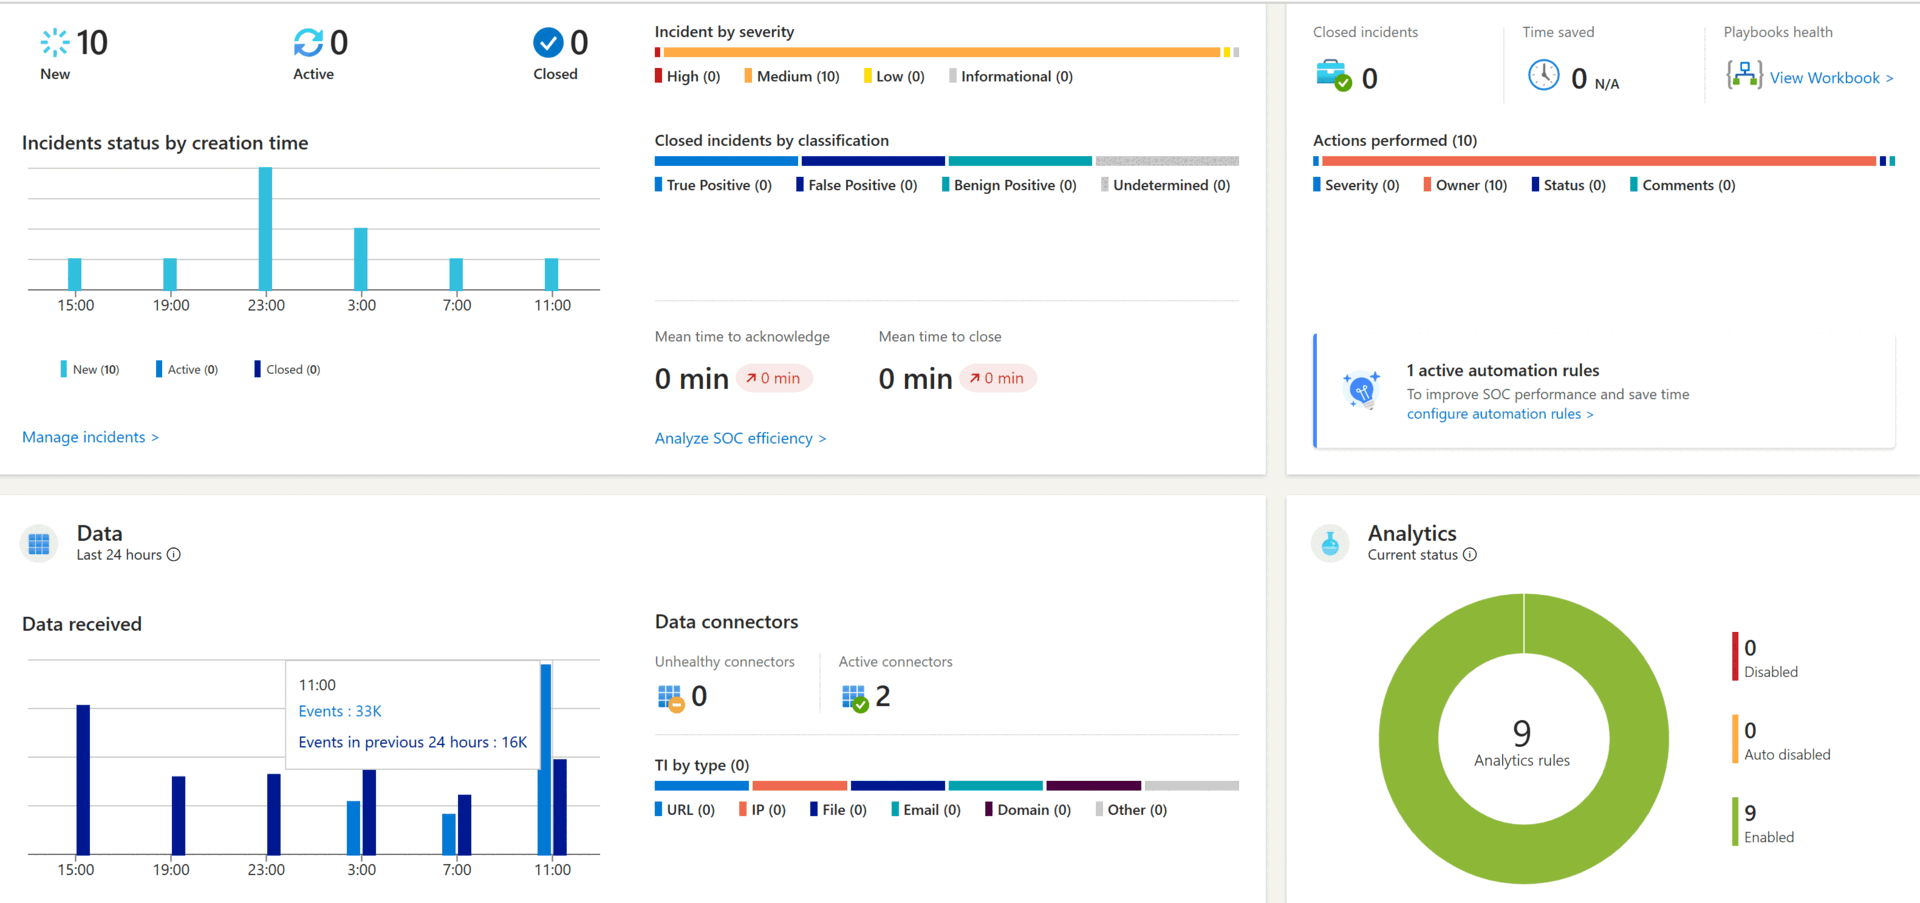 10
New
0
Active
0
Closed
Incidents status by creation time
15:00 19:00 23:00 3:00 7:00 11:00
New (10) Active (0) Closed (0)
Manage incidents >
Incident by severity
High (0) Medium (10) Low (0) Informational (0)
Closed incidents by classification
True Positive (0) False Positive (0) Benign Positive (0) Undetermined (0)
Mean time to acknowledge
0 min 0 min
Mean time to close
0 min 0 min
Analyze SOC efficiency >
Closed incidents
0
Time saved
0 N/A
Playbooks health
View Workbook >
Actions performed (10)
Severity (0) Owner (10) Status (0) Comments (0)
1 active automation rules
To improve SOC performance and save time
configure automation rules >
Data
Last 24 hours
Data received
11:00
Events : 33K
Events in previous 24 hours : 16K
15:00 19:00 23:00 3:00 7:00 11:00
Data connectors
Unhealthy connectors
0
Active connectors
2
TI by type (0)
URL (0) IP (0) File (0) Email (0) Domain (0) Other (0)
Analytics
Current status
9
Analytics rules
0
Disabled
0
Auto disabled
9
Enabled